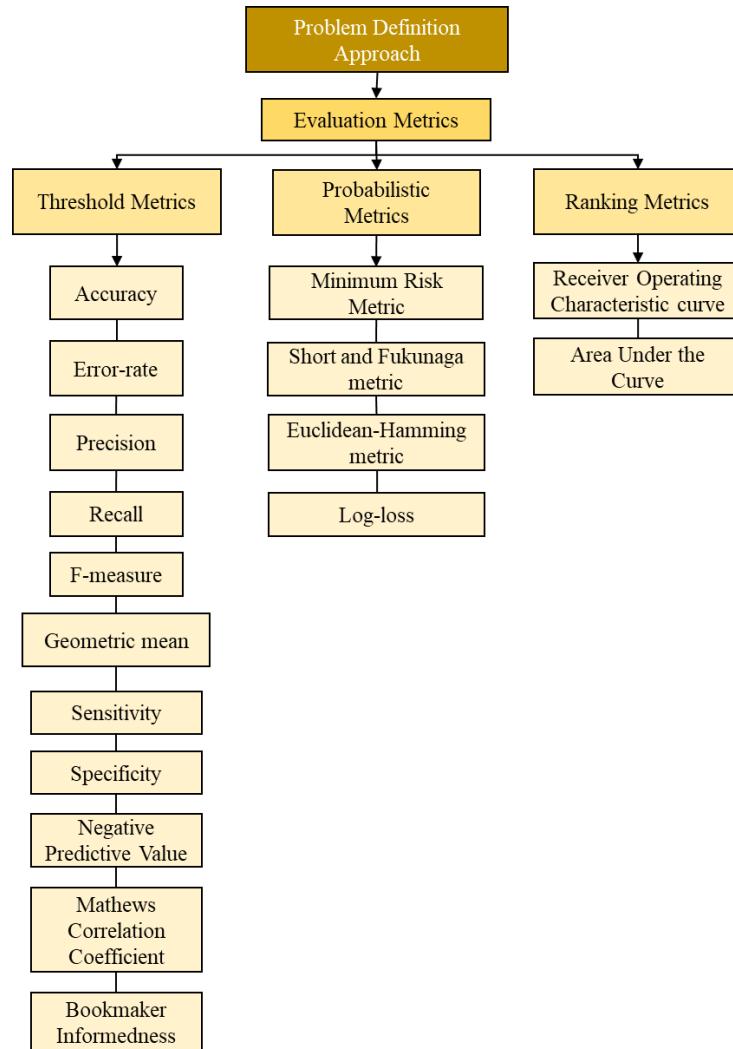 Problem Definition
Approach
Evaluation Metrics
Threshold Metrics
Probabilistic
Metrics
Ranking Metrics
Accuracy
Error-rate
Precision
Recall
F-measure
Geometric mean
Sensitivity
Specificity
Negative
Predictive Value
Mathews
Correlation
Coefficient
Bookmaker
Informedness
Minimum Risk
Metric
Short and Fukunaga
metric
Euclidean-Hamming
metric
Log-loss
Receiver Operating
Characteristic curve
Area Under the
Curve